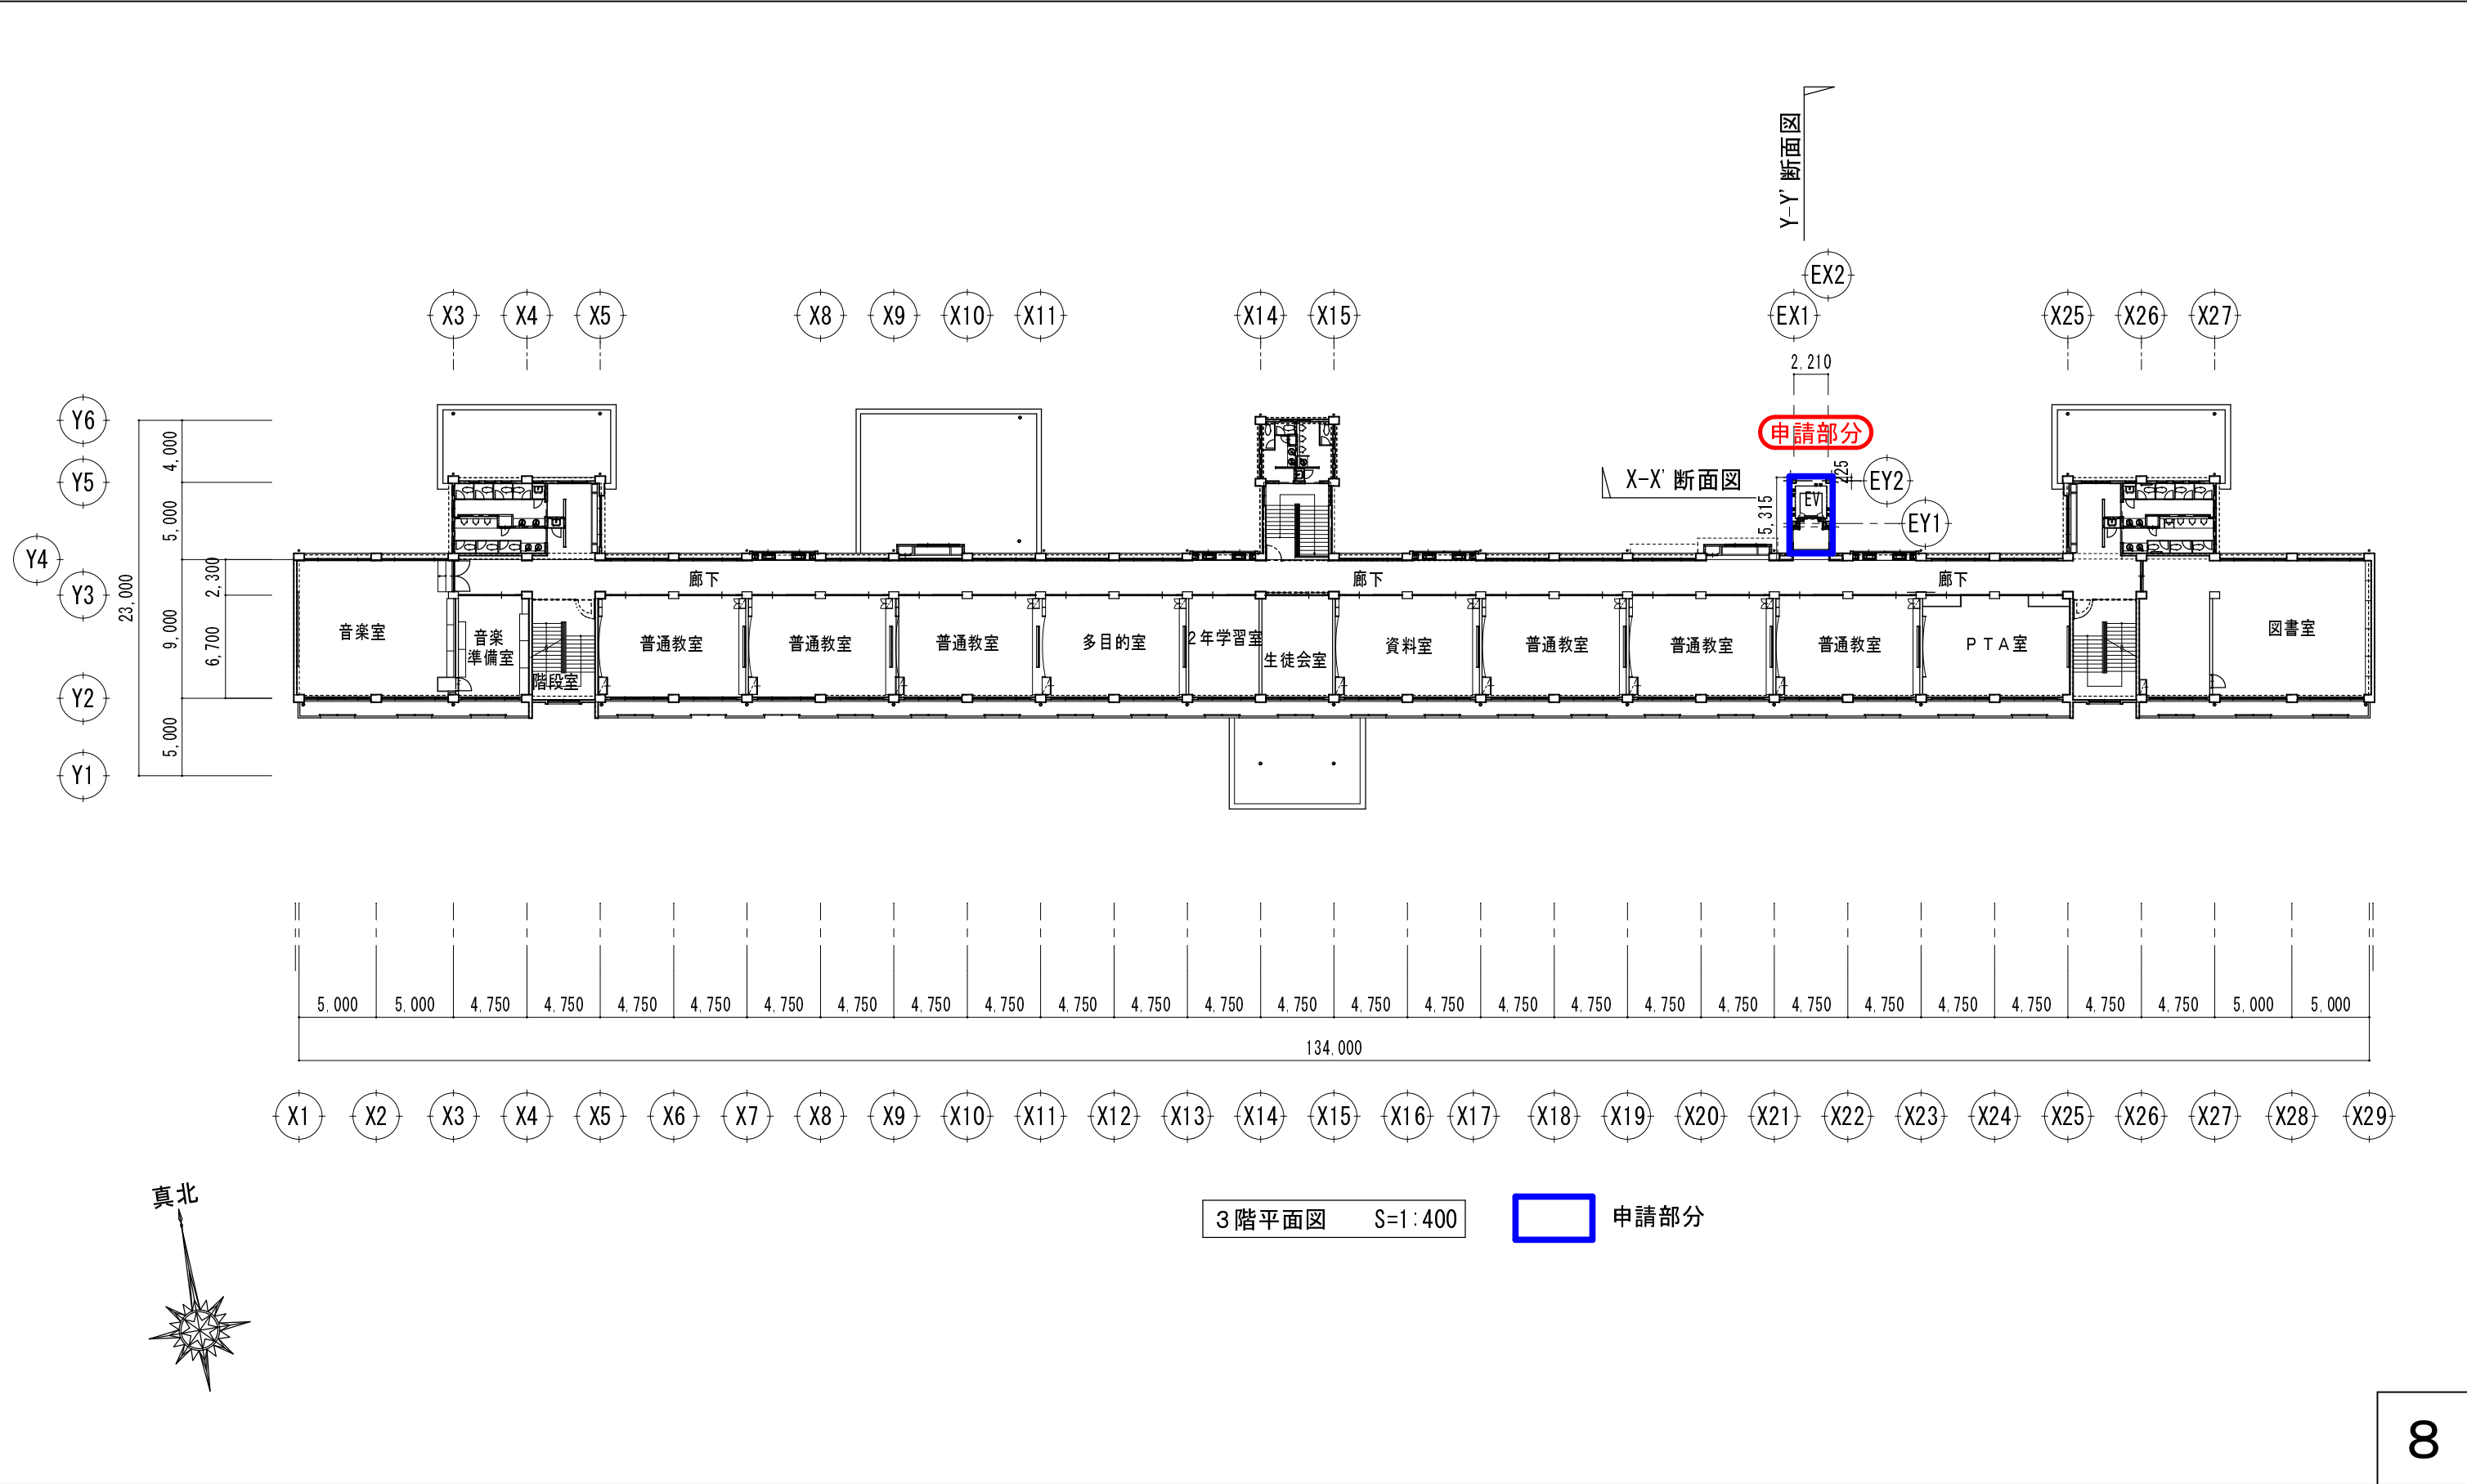 Y-Y' 断面図
EX2
X3 X4 X5 X8 X9 X10 X11 X14 X15 EX1 X25 X26 X27
2,210
Y6
申請部分
4,000
Y5
X-X' 断面図
225
EY2
EV
5,315
EY1
5,000
Y4
2,300
廊下 廊下 廊下
Y3
23,000
9,000
6,700
音楽室
音楽
準備室
階段室
普通教室
普通教室
普通教室
多目的室
2年学習室
生徒会室
資料室
普通教室
普通教室
普通教室
PTA室
図書室
Y2
5,000
Y1
5,000 5,000 4,750 4,750 4,750 4,750 4,750 4,750 4,750 4,750 4,750 4,750 4,750 4,750 4,750 4,750 4,750 4,750 4,750 4,750 4,750 4,750 4,750 4,750 4,750 4,750 5,000 5,000
134,000
X1 X2 X3 X4 X5 X6 X7 X8 X9 X10 X11 X12 X13 X14 X15 X16 X17 X18 X19 X20 X21 X22 X23 X24 X25 X26 X27 X28 X29
真北
3階平面図 S=1:400
申請部分
8